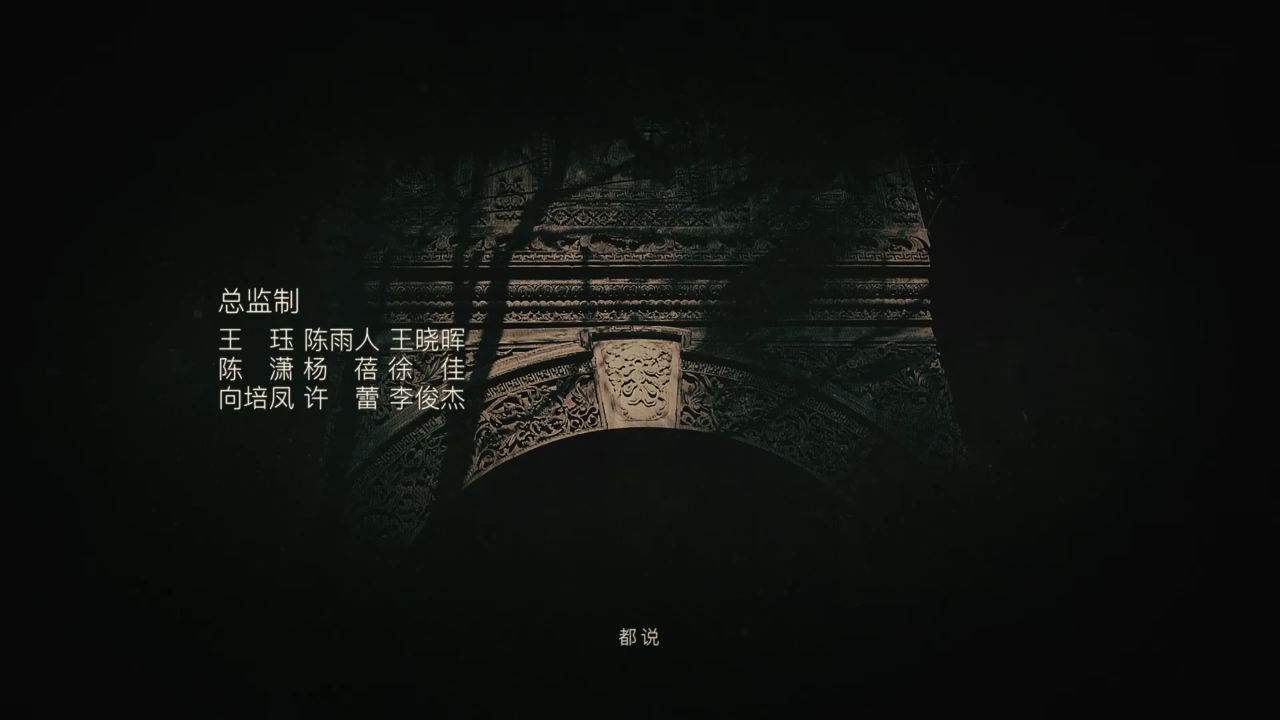 总监制
王　珏 陈雨人 王晓晖
陈　潇 杨　蓓 徐　佳
向培凤 许　蕾 李俊杰
都说